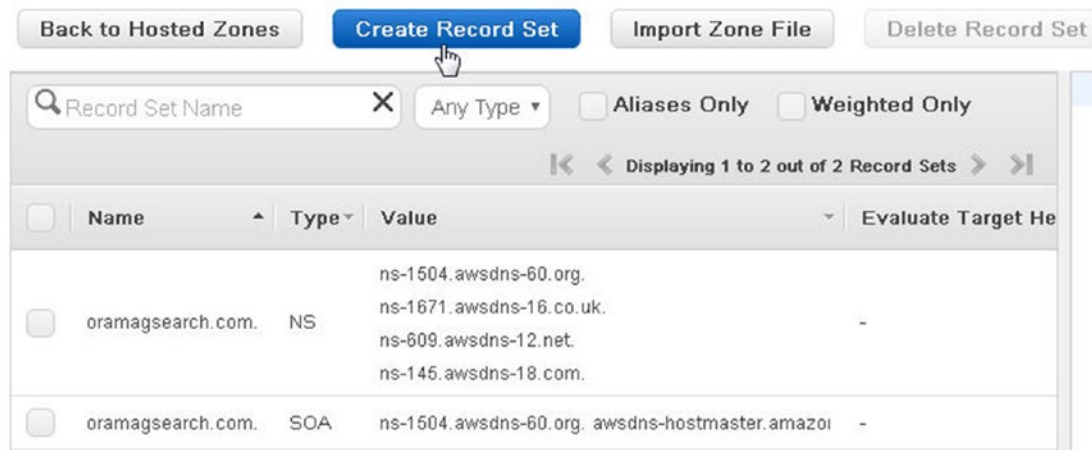 Back to Hosted Zones Create Record Set Import Zone File Delete Record Set
Record Set Name Any Type Aliases Only Weighted Only
Displaying 1 to 2 out of 2 Record Sets
Name Type Value Evaluate Target He
ns-1504.awsdns-60.org.
ns-1671.awsdns-16.co.uk.
oramagsearch.com. NS -
ns-609.awsdns-12.net.
ns-145.awsdns-18.com.
oramagsearch.com. SOA ns-1504.awsdns-60.org. awsdns-hostmaster.amazo -